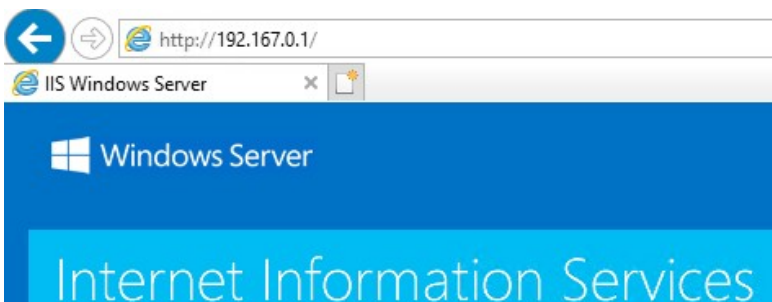 http://192.167.0.1/
IIS Windows Server
Windows Server
Internet Information Services